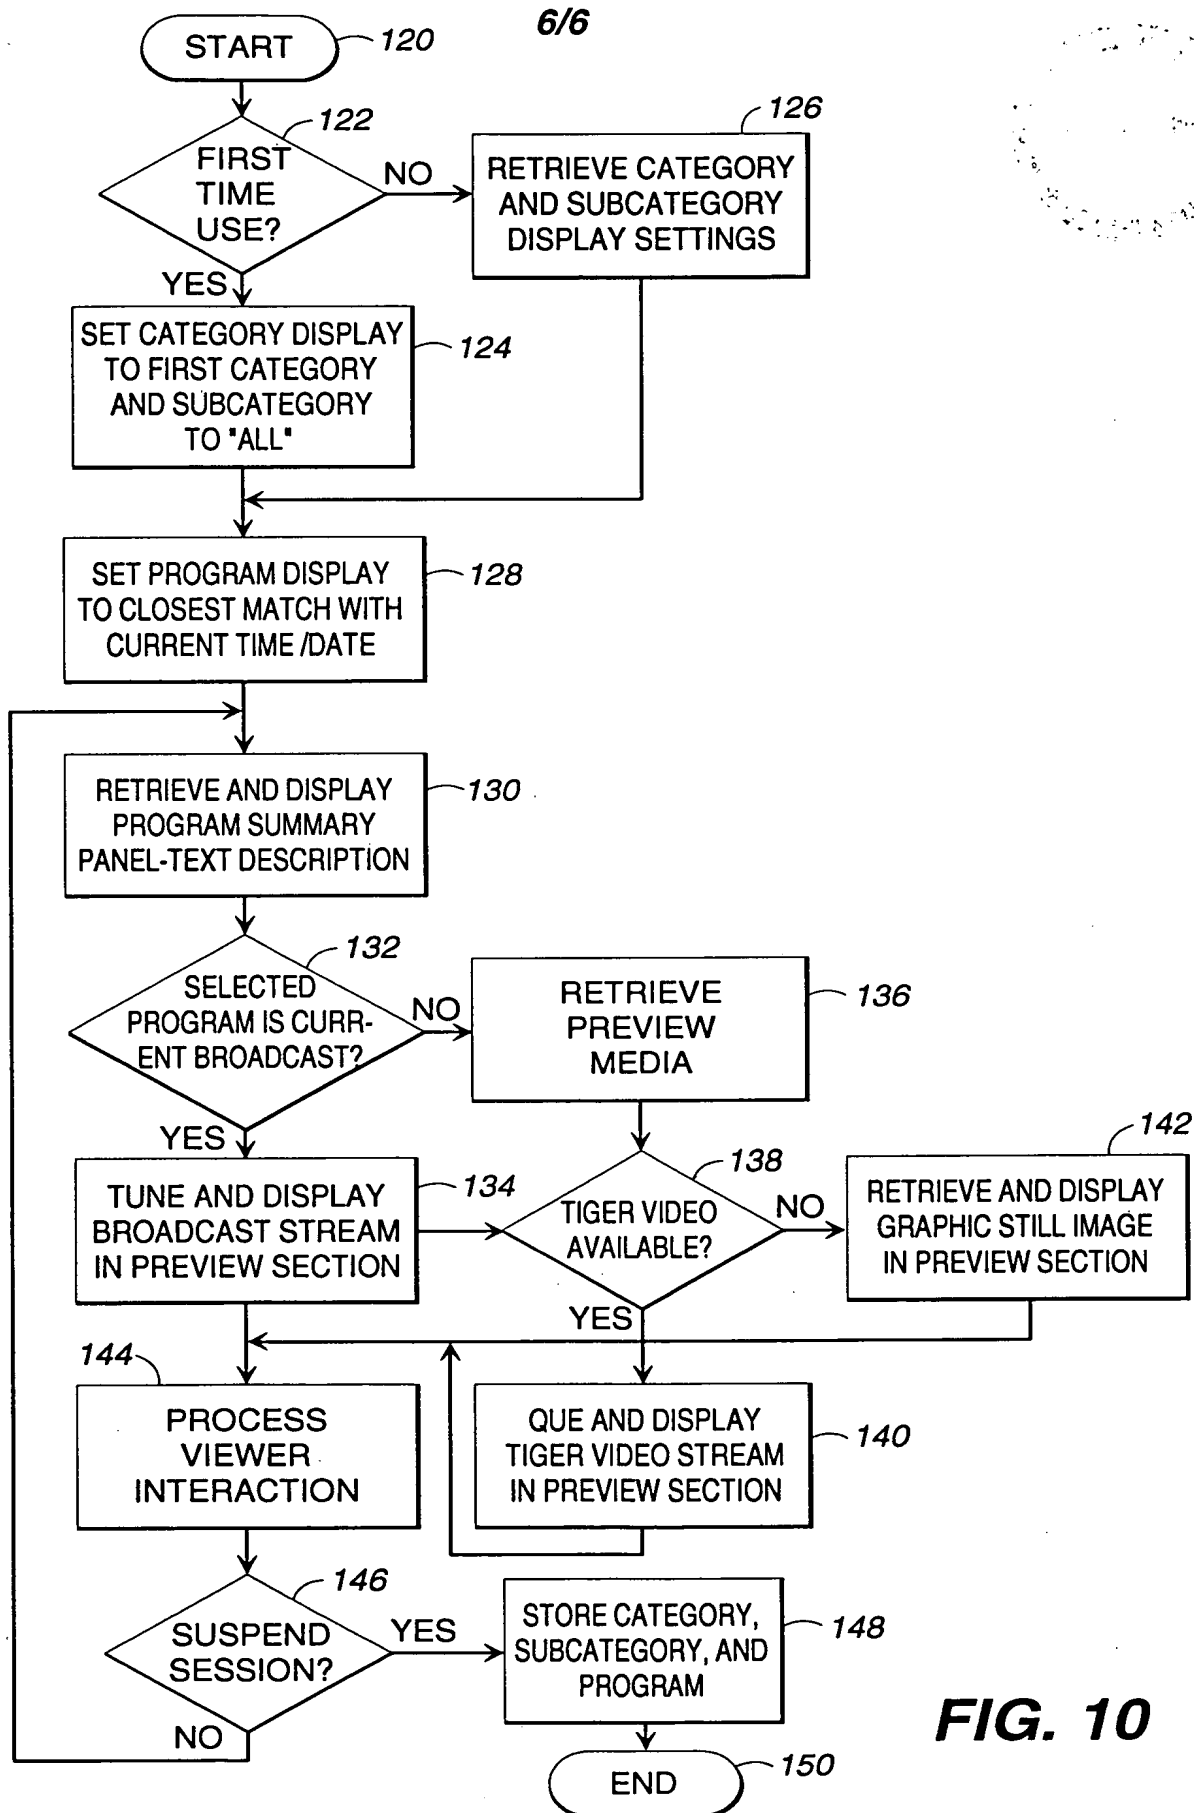 6/6
START
120
122
FIRST
TIME
USE?
NO
126
RETRIEVE CATEGORY
AND SUBCATEGORY
DISPLAY SETTINGS
YES
SET CATEGORY DISPLAY
TO FIRST CATEGORY
AND SUBCATEGORY
TO "ALL"
124
SET PROGRAM DISPLAY
TO CLOSEST MATCH WITH
CURRENT TIME /DATE
128
RETRIEVE AND DISPLAY
PROGRAM SUMMARY
PANEL-TEXT DESCRIPTION
130
132
SELECTED
PROGRAM IS CURR-
ENT BROADCAST?
NO
RETRIEVE
PREVIEW
MEDIA
136
YES
TUNE AND DISPLAY
BROADCAST STREAM
IN PREVIEW SECTION
134
138
TIGER VIDEO
AVAILABLE?
NO
142
RETRIEVE AND DISPLAY
GRAPHIC STILL IMAGE
IN PREVIEW SECTION
YES
144
PROCESS
VIEWER
INTERACTION
QUE AND DISPLAY
TIGER VIDEO STREAM
IN PREVIEW SECTION
140
146
SUSPEND
SESSION?
YES
STORE CATEGORY,
SUBCATEGORY, AND
PROGRAM
148
NO
END
150
FIG. 10